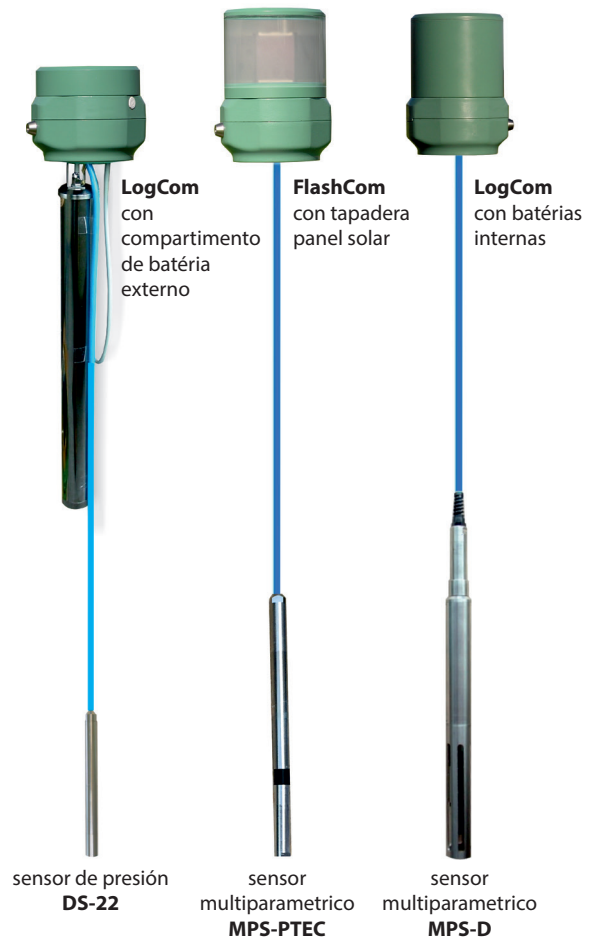 LogCom
con
compartimento
de batéria
externo
FlashCom
con tapadera
panel solar
LogCom
con batérias
internas
sensor de presión
DS-22
sensor
multiparametrico
MPS-PTEC
sensor
multiparametrico
MPS-D